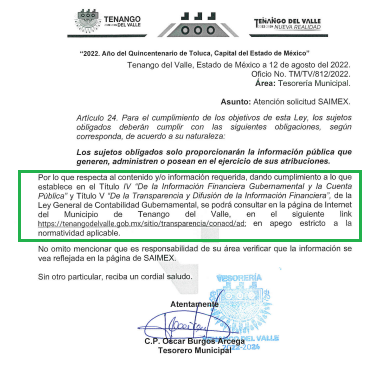 TENANGO
DEL VALLE
TENANGO DEL VALLE
NUEVA REALIDAD
"2022. Año del Quincentenario de Toluca, Capital del Estado de México"
Tenango del Valle, Estado de México a 12 de agosto del 2022.
Oficio No. TM/TV/812/2022.
Área: Tesorería Municipal.
Asunto: Atención solicitud SAIMEX.
Artículo 24. Para el cumplimiento de los objetivos de esta Ley, los sujetos
obligados deberán cumplir con las siguientes obligaciones, según
corresponda, de acuerdo a su naturaleza:
Los sujetos obligados solo proporcionarán la información pública que
generen, administren o posean en el ejercicio de sus atribuciones.
Por lo que respecta al contenido y/o información requerida, dando cumplimiento a lo que
establece en el Título IV "De la Información Financiera Gubernamental y la Cuenta
Pública" y Título V "De la Transparencia y Difusión de la Información Financiera", de la
Ley General de Contabilidad Gubernamental, se podrá consultar en la página de Internet
del Municipio de Tenango del Valle, en el siguiente link
https://tenangodelvalle.gob.mx/sitio/transparencia/conacd/ad; en apego estricto a la
normatividad aplicable.
No omito mencionar que es responsabilidad de su área verificar que la información se
vea reflejada en la página de SAIMEX.
Sin otro particular, reciba un cordial saludo.
TESORERÍA
Atentamente
DEL VALLE
2022-2024
C.P. Oscar Burgos Arcega
Tesorero Municipal